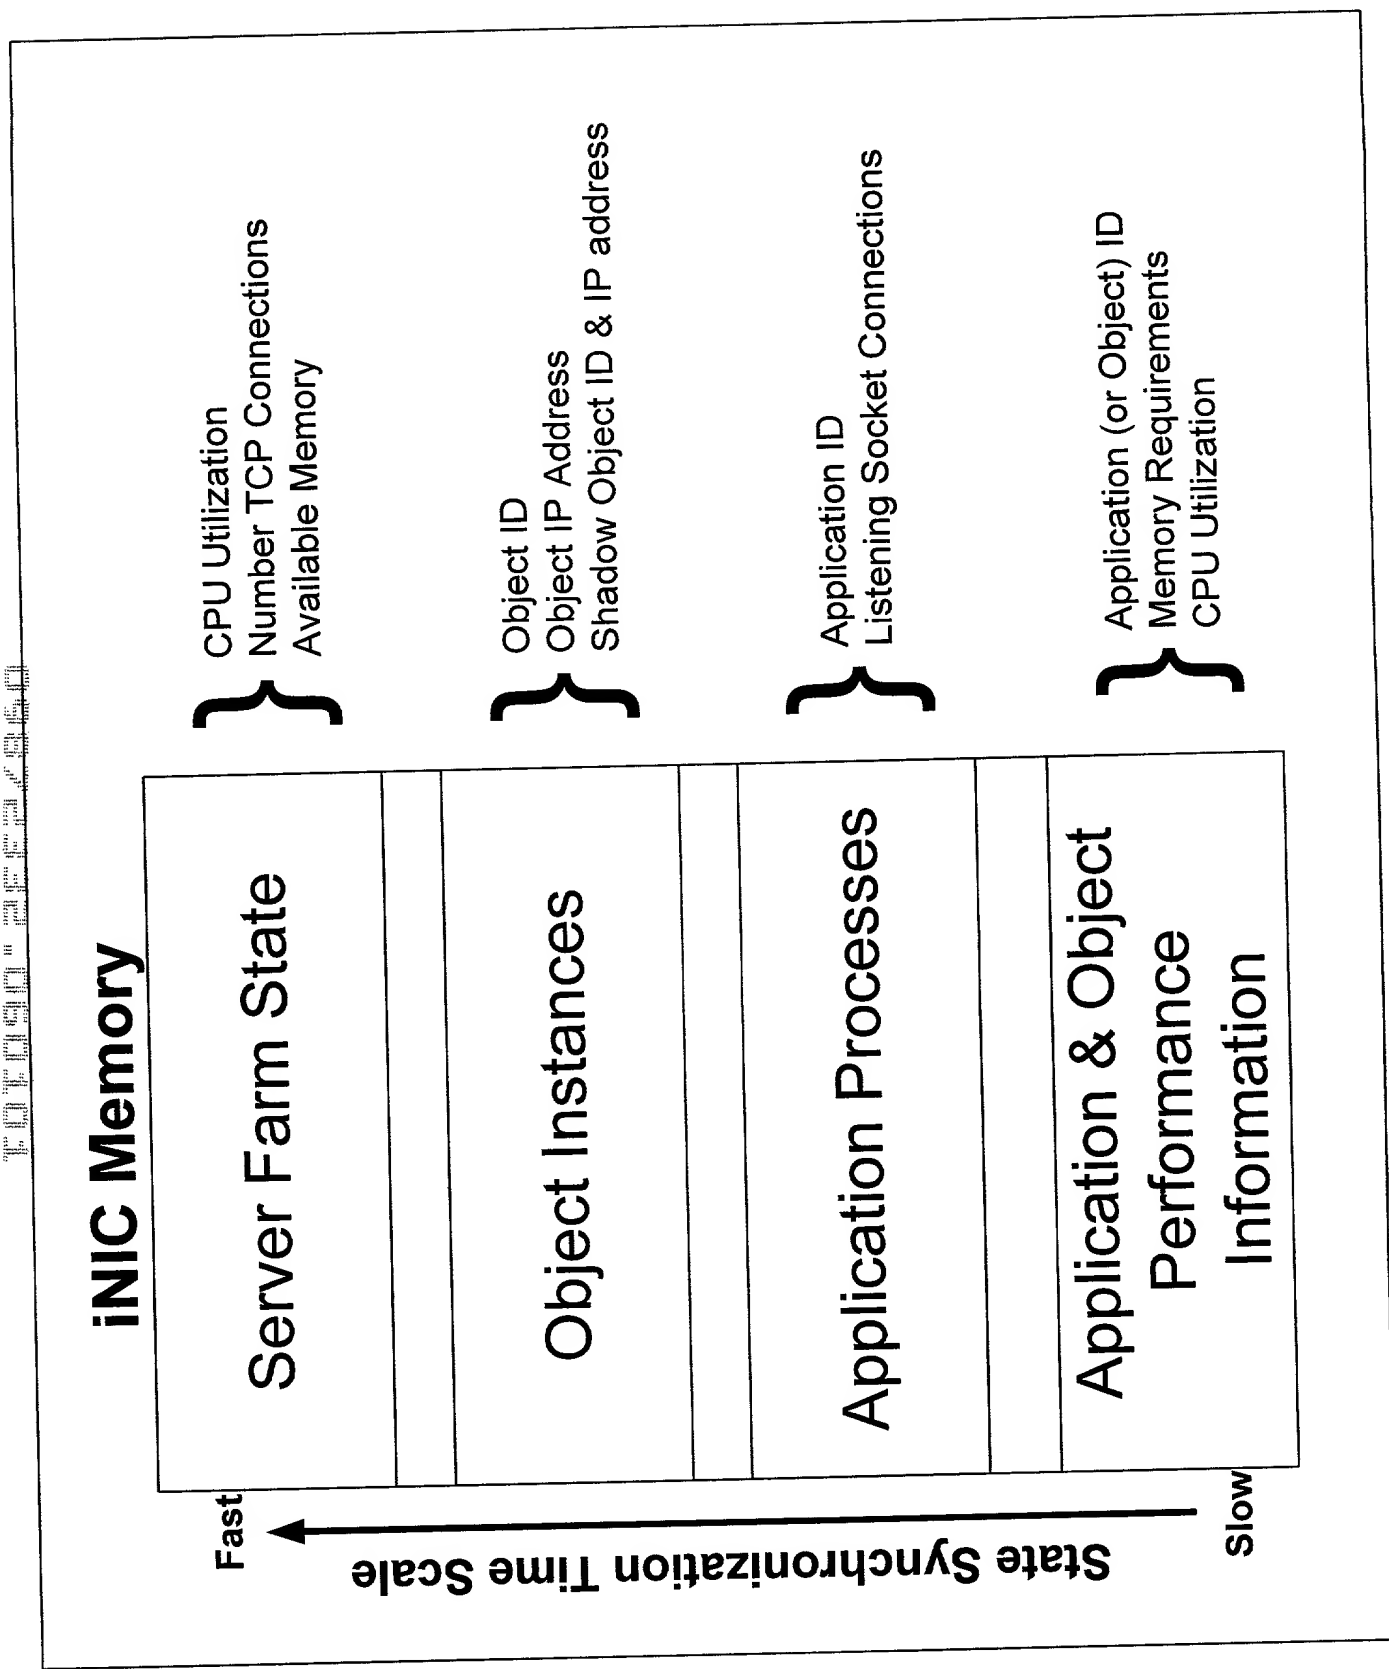 iNIC Memory
Fast
State Synchronization Time Scale
Slow
Server Farm State
CPU Utilization
Number TCP Connections
Available Memory
Object Instances
Object ID
Object IP Address
Shadow Object ID & IP address
Application Processes
Application ID
Listening Socket Connections
Application & Object
Performance
Information
Application (or Object) ID
Memory Requirements
CPU Utilization